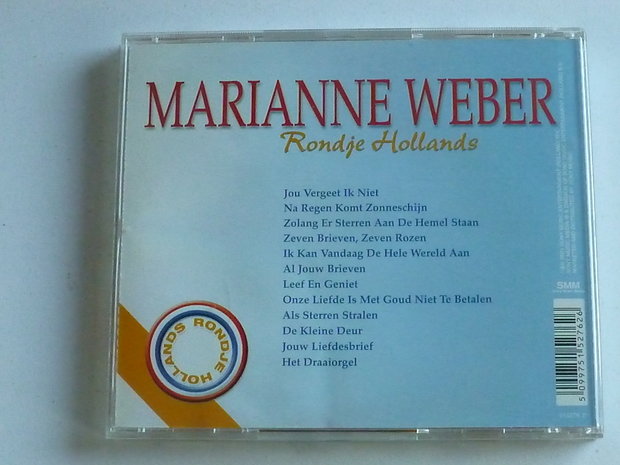 MARIANNE WEBER
Rondje Hollands
Jou Vergeet Ik Niet
Na Regen Komt Zonneschijn
Zolang Er Sterren Aan De Hemel Staan
Zeven Brieven, Zeven Rozen
Ik Kan Vandaag De Hele Wereld Aan
Al Jouw Brieven
Leef En Geniet
Onze Liefde Is Met Goud Niet Te Betalen
Als Sterren Stralen
De Kleine Deur
Jouw Liefdesbrief
Het Draaiorgel
RONDJE HOLLANDS
SMM
5 099751 527626